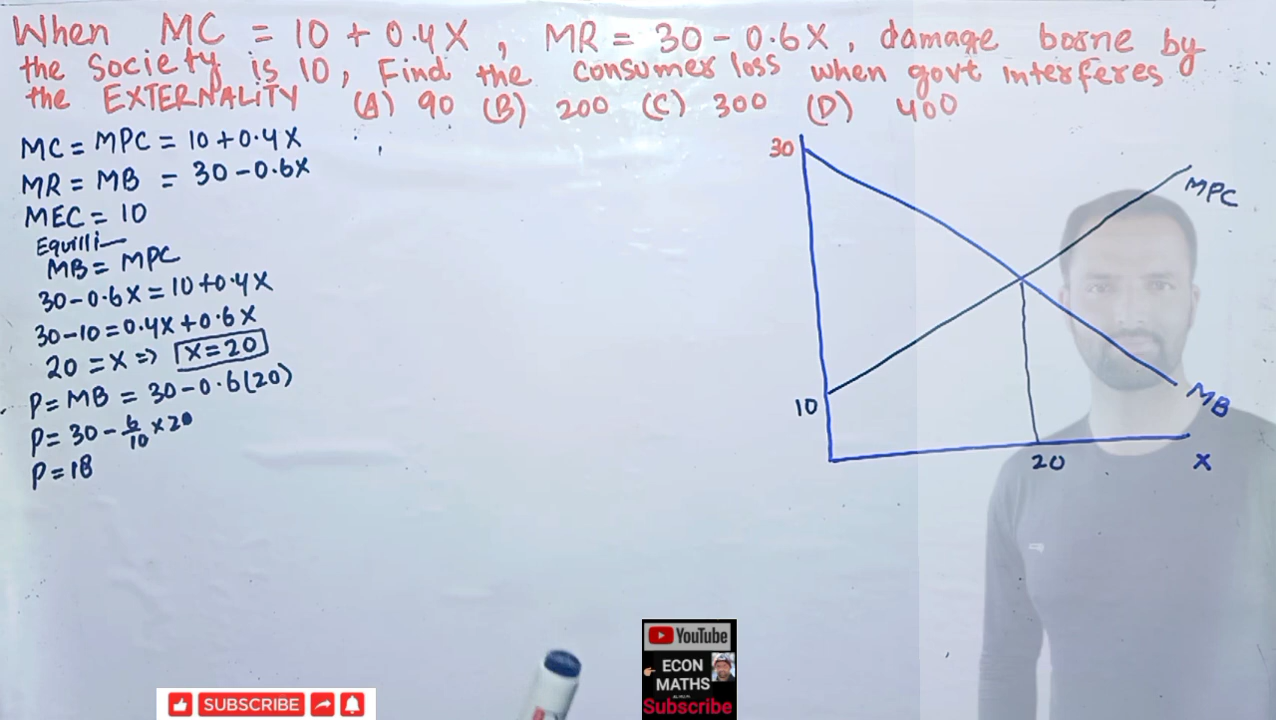 When MC = 10 + 0.4X , MR = 30 - 0.6X , damage borne by
the Society is 10, Find the consumer loss when govt interferes
the EXTERNALITY (A) 90 (B) 200 (C) 300 (D) 400
MC = MPC = 10 + 0.4X
MR = MB = 30 - 0.6X
MEC = 10
Equilli—
MB = MPC
30-0.6X = 10+0.4X
30-10 = 0.4X + 0.6X
20 = X => X = 20
P = MB = 30 - 0.6(20)
P = 30 - 6/10 × 20
P = 18
30
MPC
10
MB
20
X
YouTube
ECON
MATHS
Subscribe
SUBSCRIBE